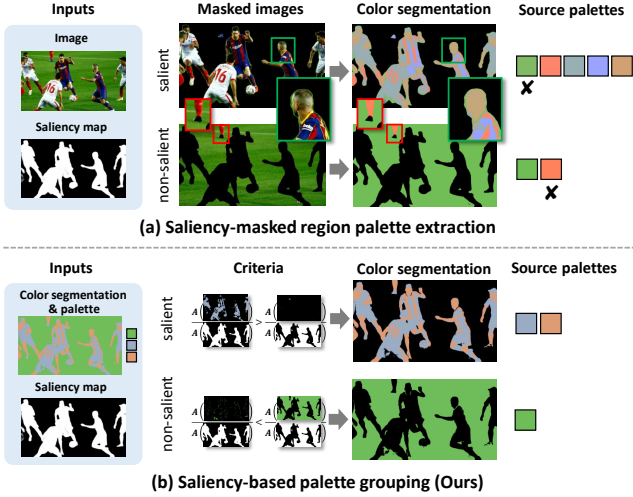 Inputs
Masked images
Color segmentation
Source palettes
Image
Saliency map
salient
non-salient
16
✘
✘
(a) Saliency-masked region palette extraction
Inputs
Criteria
Color segmentation
Source palettes
Color segmentation
& palette
Saliency map
salient
non-salient
A( ) > A( )
A( ) A( )
A( ) < A( )
A( ) A( )
(b) Saliency-based palette grouping (Ours)